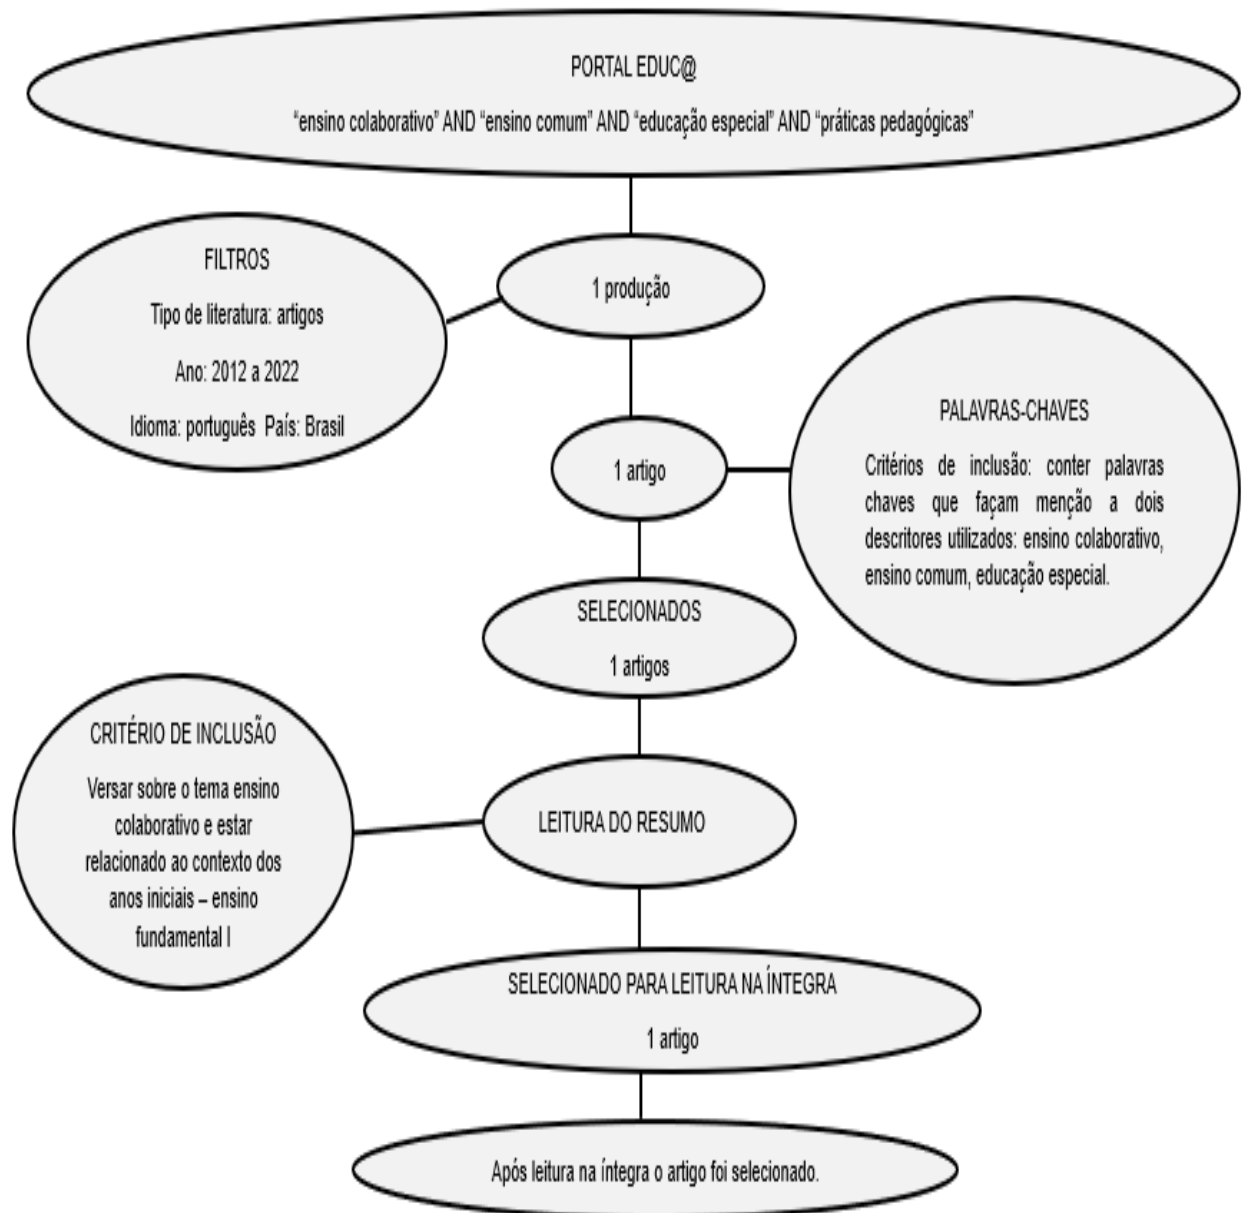 PORTAL EDUC@
“ensino colaborativo” AND “ensino comum” AND “educação especial” AND “práticas pedagógicas”
FILTROS
Tipo de literatura: artigos
Ano: 2012 a 2022
Idioma: português País: Brasil
1 produção
1 artigo
PALAVRAS-CHAVES
Critérios de inclusão: conter palavras
chaves que façam menção a dois
descritores utilizados: ensino colaborativo,
ensino comum, educação especial.
SELECIONADOS
1 artigos
CRITÉRIO DE INCLUSÃO
Versar sobre o tema ensino
colaborativo e estar
relacionado ao contexto dos
anos iniciais – ensino
fundamental I
LEITURA DO RESUMO
SELECIONADO PARA LEITURA NA ÍNTEGRA
1 artigo
Após leitura na íntegra o artigo foi selecionado.